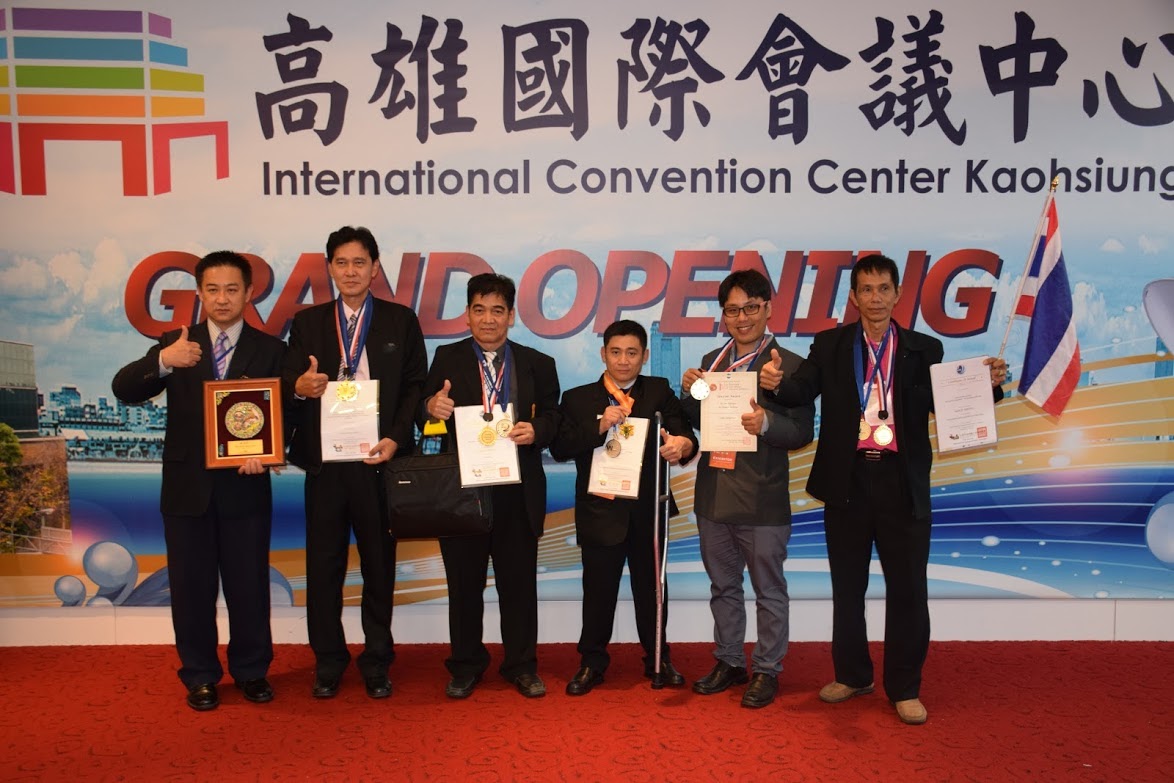 高雄國際會議中心
International Convention Center Kaohsiung
GRAND OPENING